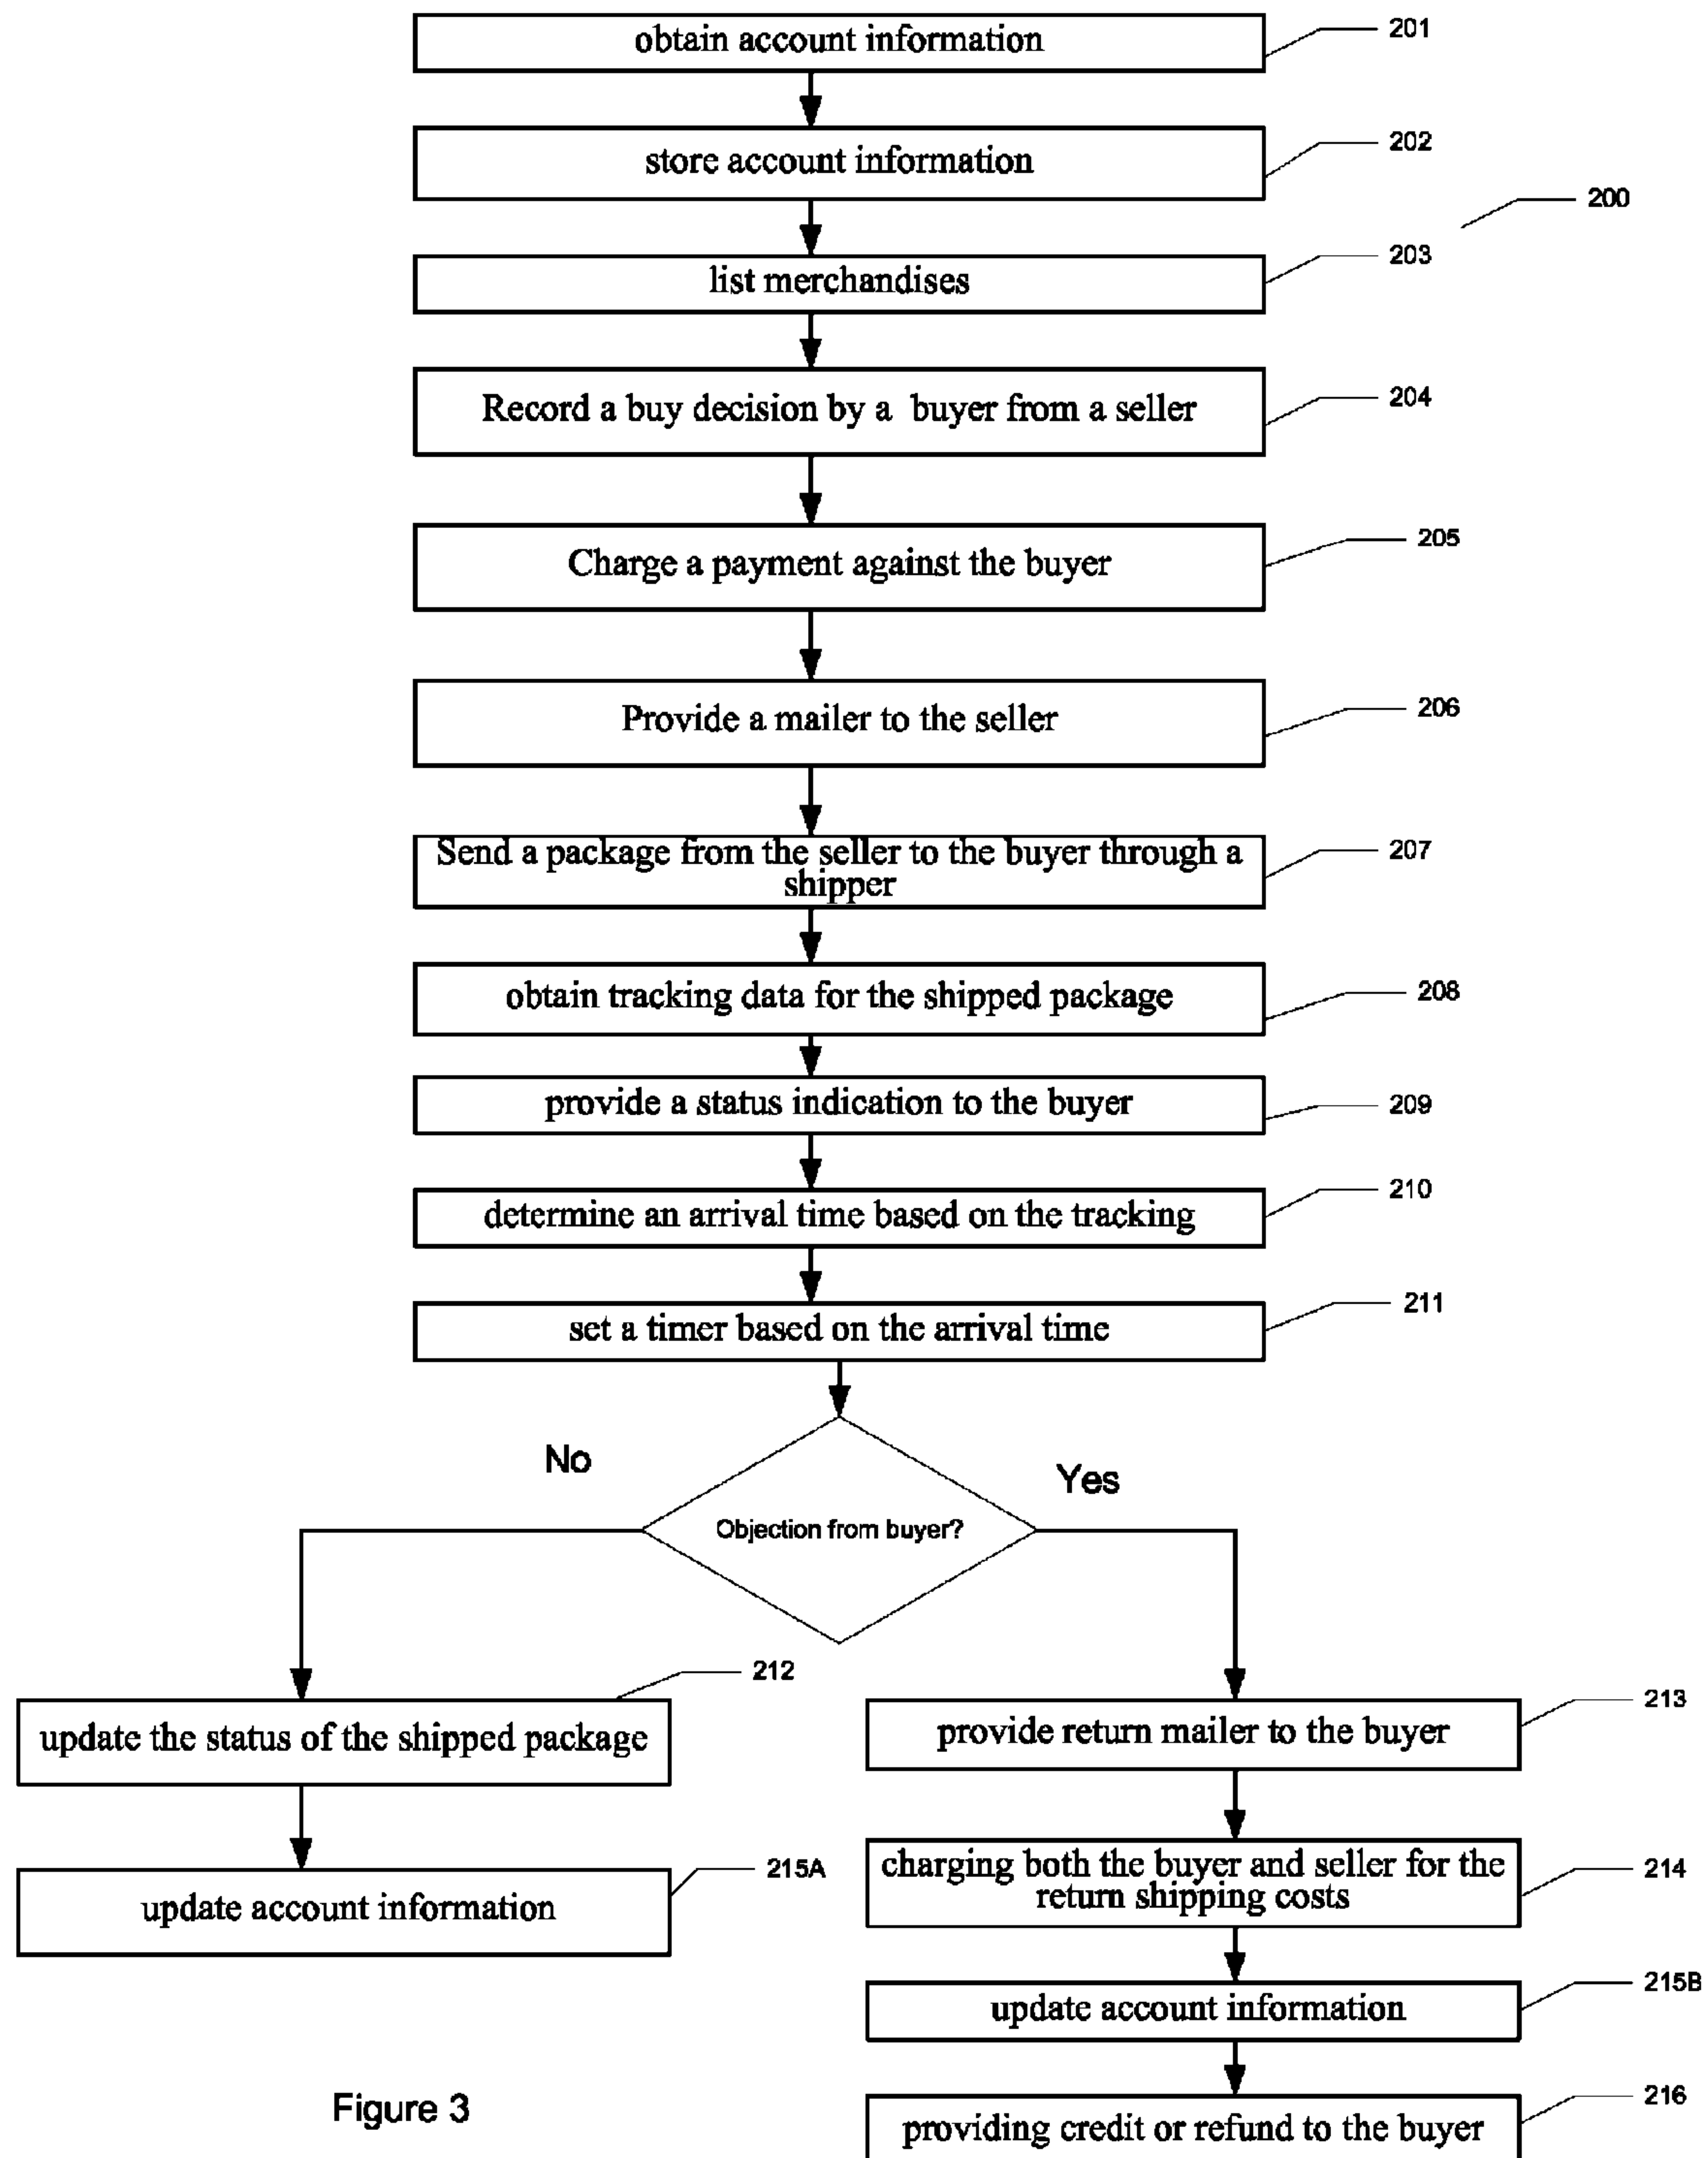 obtain account information
201
store account information
202
200
list merchandises
203
Record a buy decision by a buyer from a seller
204
Charge a payment against the buyer
205
Provide a mailer to the seller
206
Send a package from the seller to the buyer through a
shipper
207
obtain tracking data for the shipped package
208
provide a status indication to the buyer
209
determine an arrival time based on the tracking
210
set a timer based on the arrival time
211
No
Yes
Objection from buyer?
212
update the status of the shipped package
213
provide return mailer to the buyer
215A
update account information
charging both the buyer and seller for the
return shipping costs
214
update account information
215B
providing credit or refund to the buyer
216
Figure 3